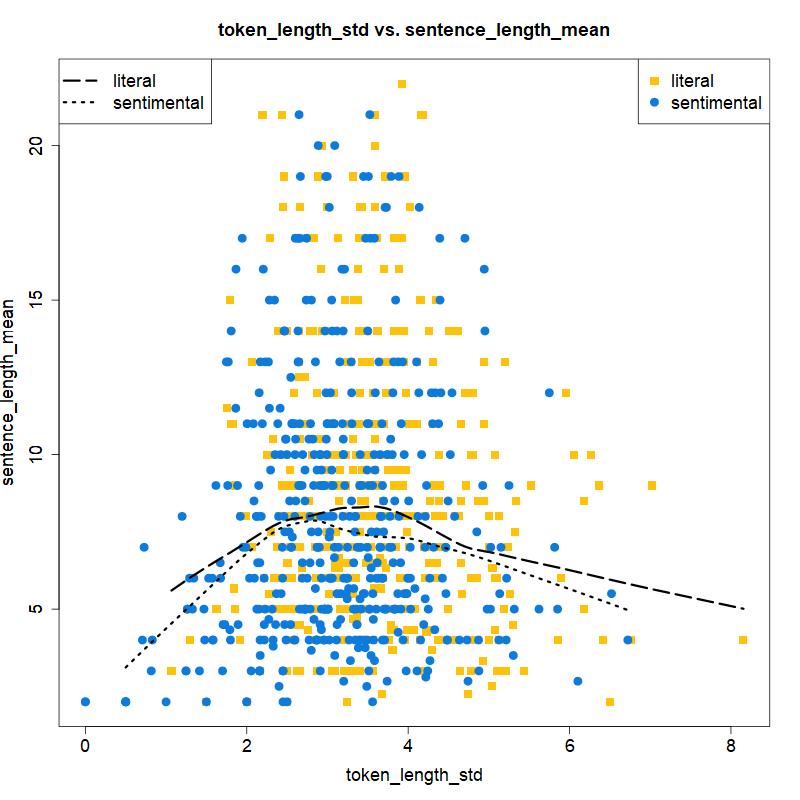 token_length_std vs. sentence_length_mean
literal
sentimental
literal
sentimental
20
15
10
5
sentence_length_mean
0 2 4 6 8
token_length_std